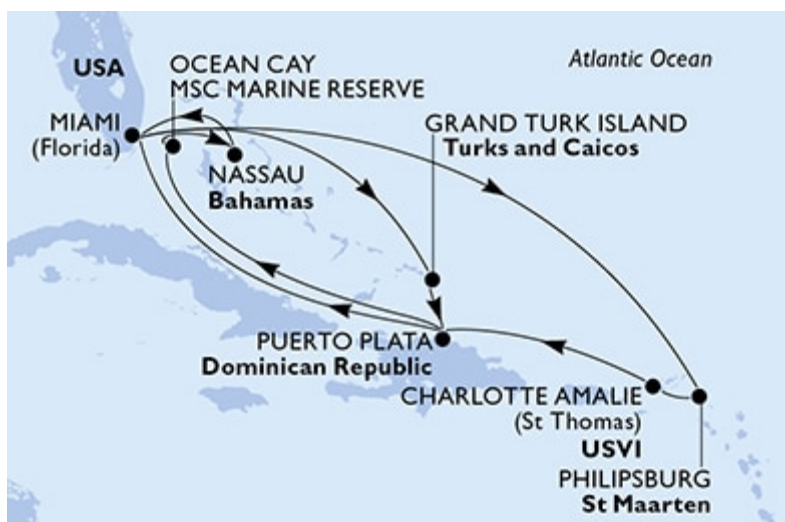 USA
OCEAN CAY
MSC MARINE RESERVE
Atlantic Ocean
MIAMI
(Florida)
NASSAU
Bahamas
GRAND TURK ISLAND
Turks and Caicos
PUERTO PLATA
Dominican Republic
CHARLOTTE AMALIE
(St Thomas)
USVI
PHILIPSBURG
St Maarten